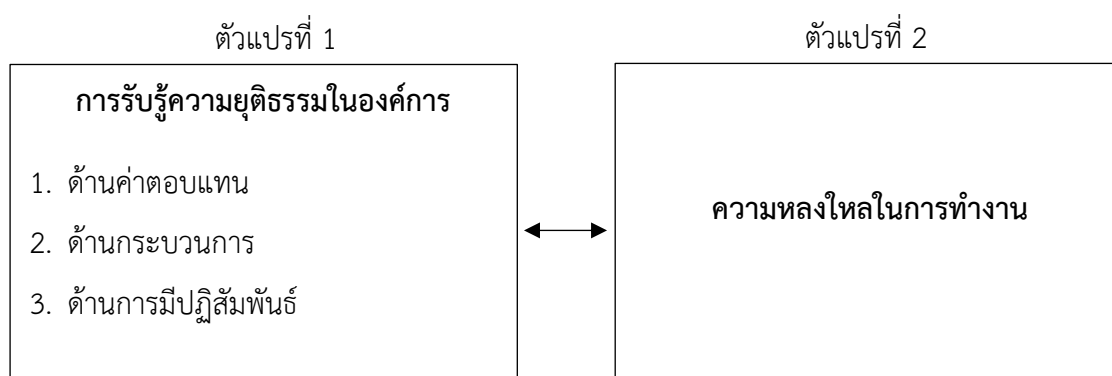 ตัวแปรที่ 1
ตัวแปรที่ 2
การรับรู้ความยุติธรรมในองค์การ
1. ด้านค่าตอบแทน
2. ด้านกระบวนการ
3. ด้านการมีปฏิสัมพันธ์
ความหลงใหลในการทำงาน